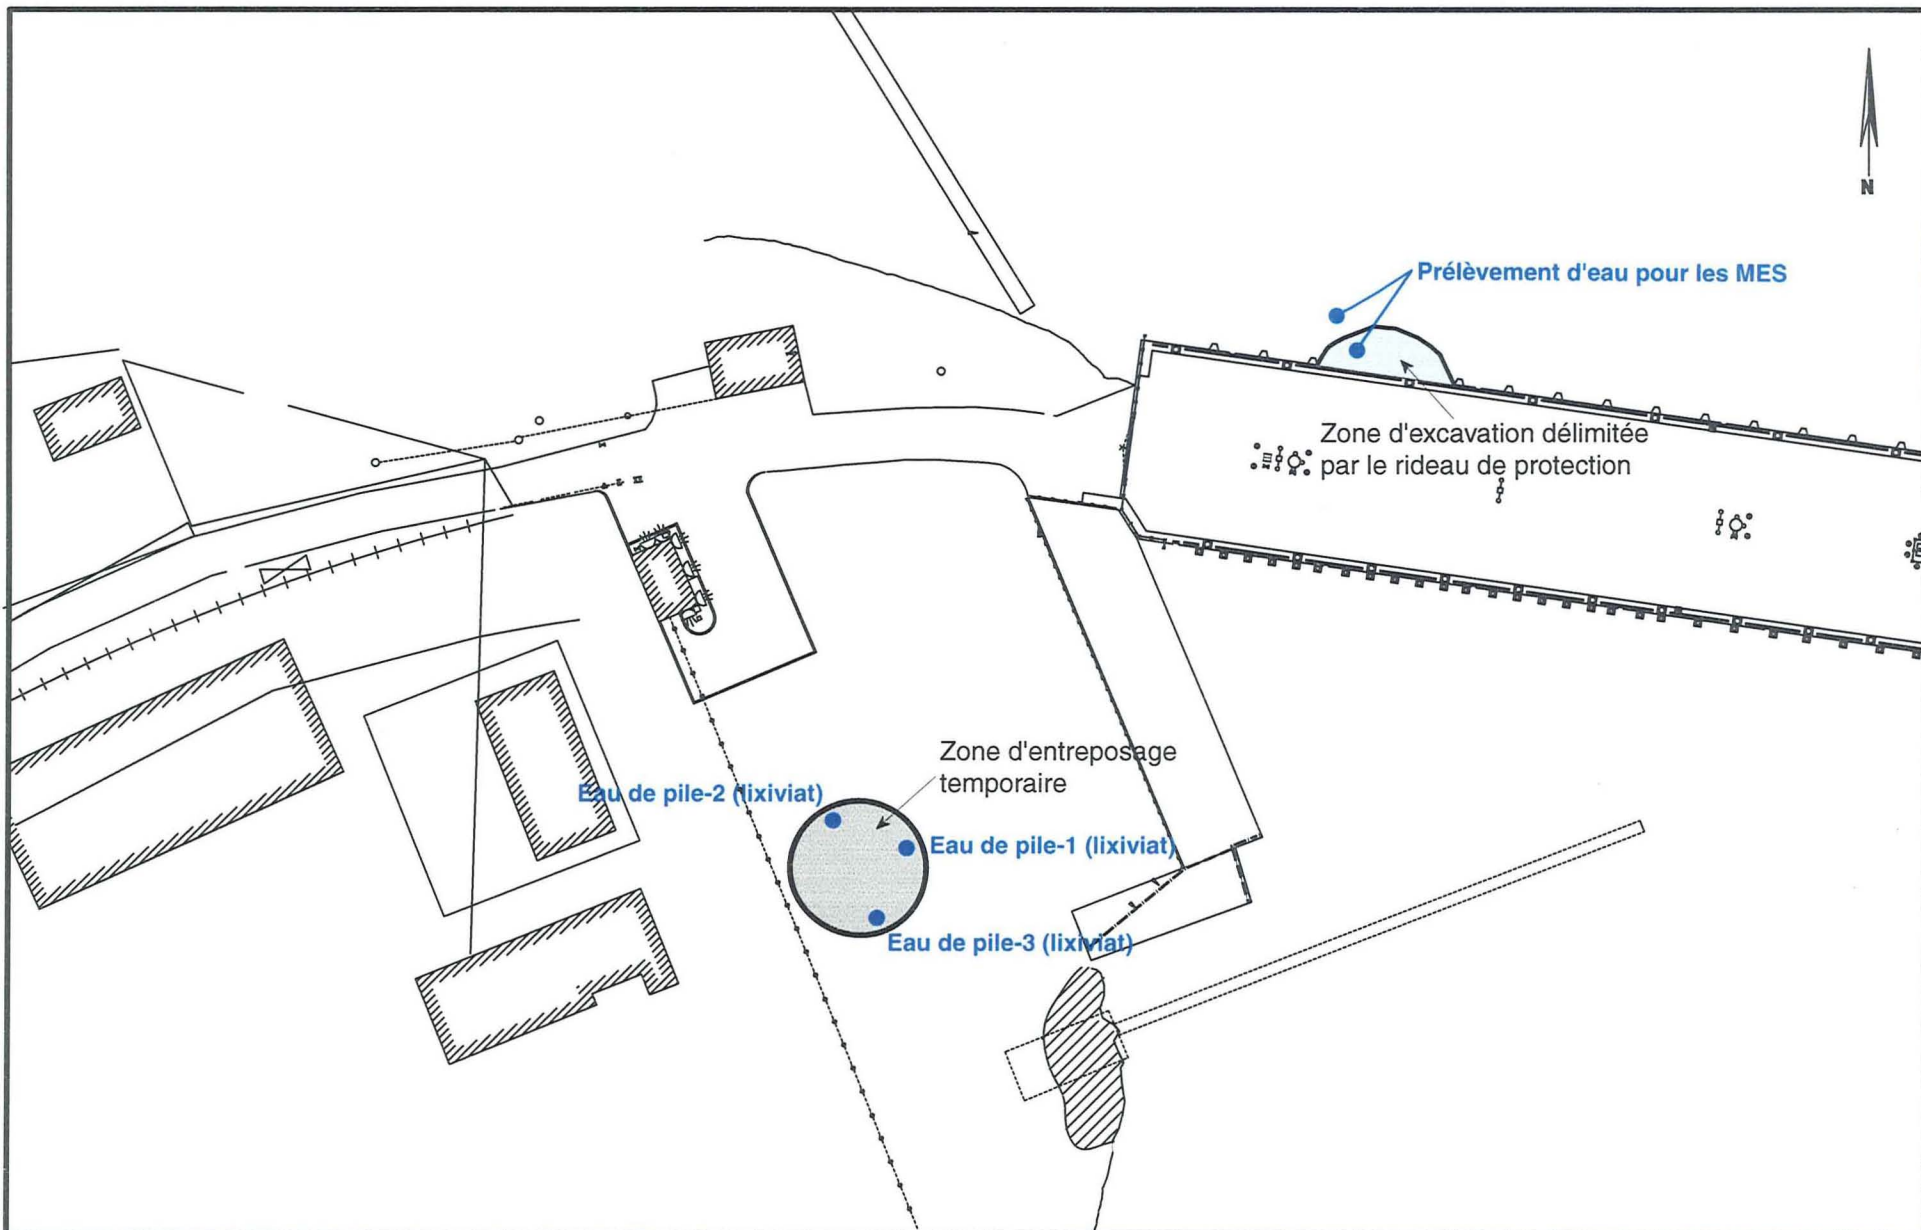 N
Prélèvement d'eau pour les MES
Zone d'excavation délimitée
par le rideau de protection
Zone d'entreposage
temporaire
Eau de pile-2 (lixiviat)
Eau de pile-1 (lixiviat)
Eau de pile-3 (lixiviat)